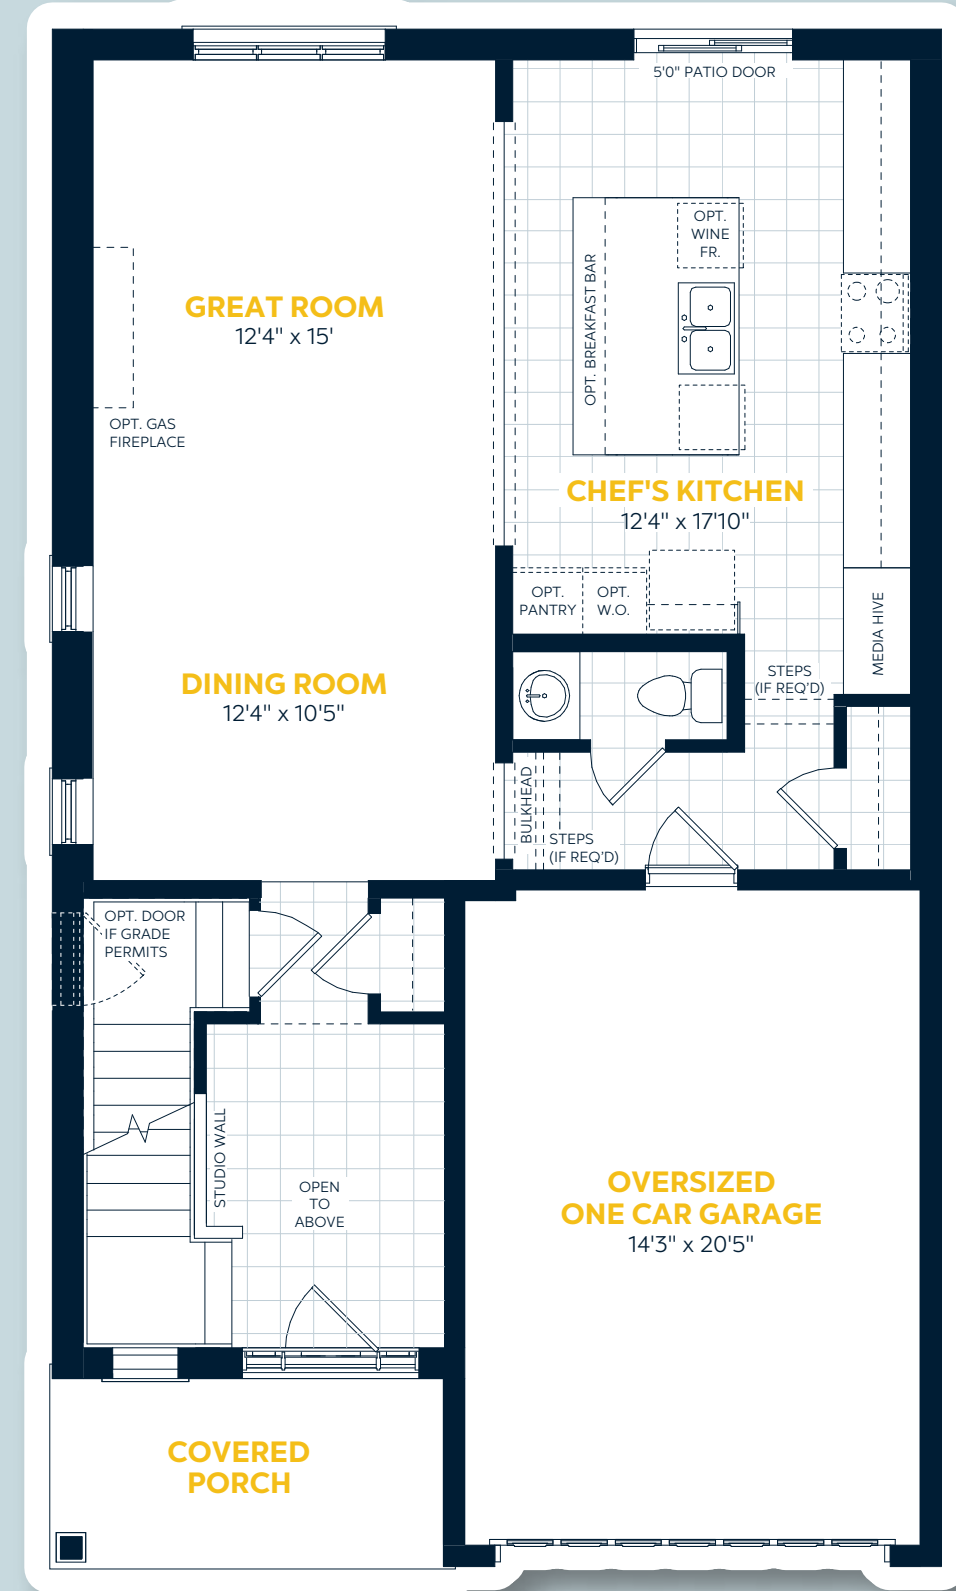 5'0" PATIO DOOR
OPT.
WINE
FR.
OPT. BREAKFAST BAR
GREAT ROOM
12'4" x 15'
OPT. GAS
FIREPLACE
CHEF'S KITCHEN
12'4" x 17'10"
OPT.
PANTRY
OPT.
W.O.
MEDIA HIVE
STEPS
(IF REQ'D)
DINING ROOM
12'4" x 10'5"
BULKHEAD
STEPS
(IF REQ'D)
OPT. DOOR
IF GRADE
PERMITS
STUDIO WALL
OPEN
TO
ABOVE
OVERSIZED
ONE CAR GARAGE
14'3" x 20'5"
COVERED
PORCH